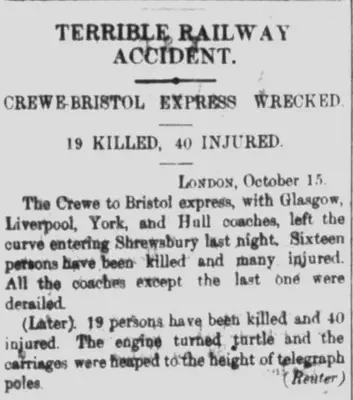 TERRIBLE RAILWAY
ACCIDENT.
CREWE-BRISTOL EXPRESS WRECKED.
19 KILLED, 40 INJURED.
LONDON, October 15.
The Crewe to Bristol express, with Glasgow,
Liverpool, York, and Hull coaches, left the
curve entering Shrewsbury last night. Sixteen
persons have been killed and many injured.
All the coaches except the last one were
derailed.
(Later). 19 persons have been killed and 40
injured. The engine turned turtle and the
carriages were heaped to the height of telegraph
poles. (Reuter)